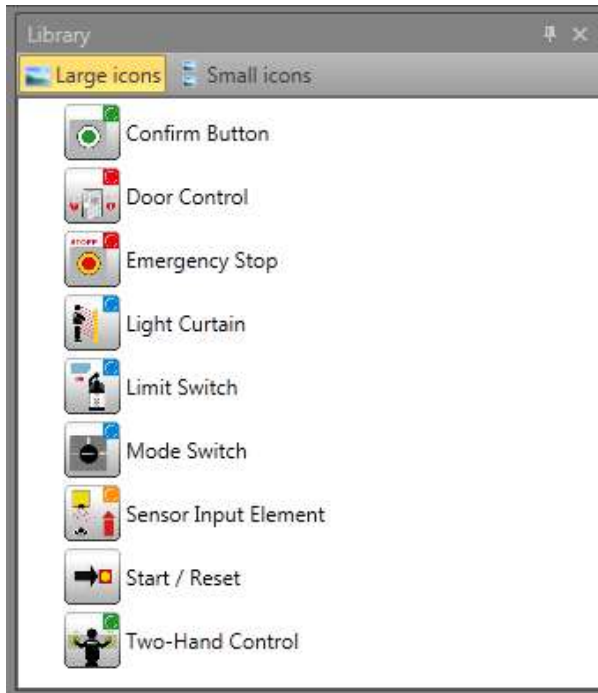 Library
Large icons Small icons
Confirm Button
Door Control
STOPP
Emergency Stop
Light Curtain
Limit Switch
Mode Switch
Sensor Input Element
Start / Reset
Two-Hand Control